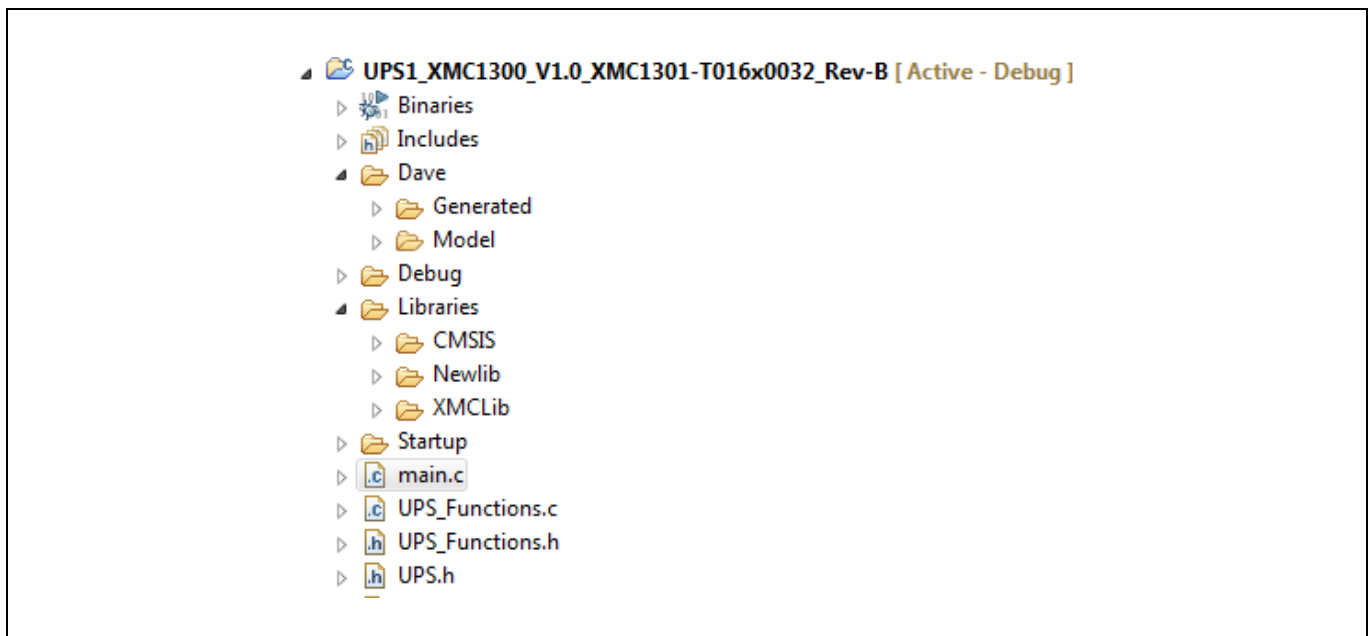 UPS1_XMC1300_V1.0_XMC1301-T016x0032_Rev-B [ Active - Debug ]
Binaries
Includes
Dave
Generated
Model
Debug
Libraries
CMSIS
Newlib
XMCLib
Startup
main.c
UPS_Functions.c
UPS_Functions.h
UPS.h